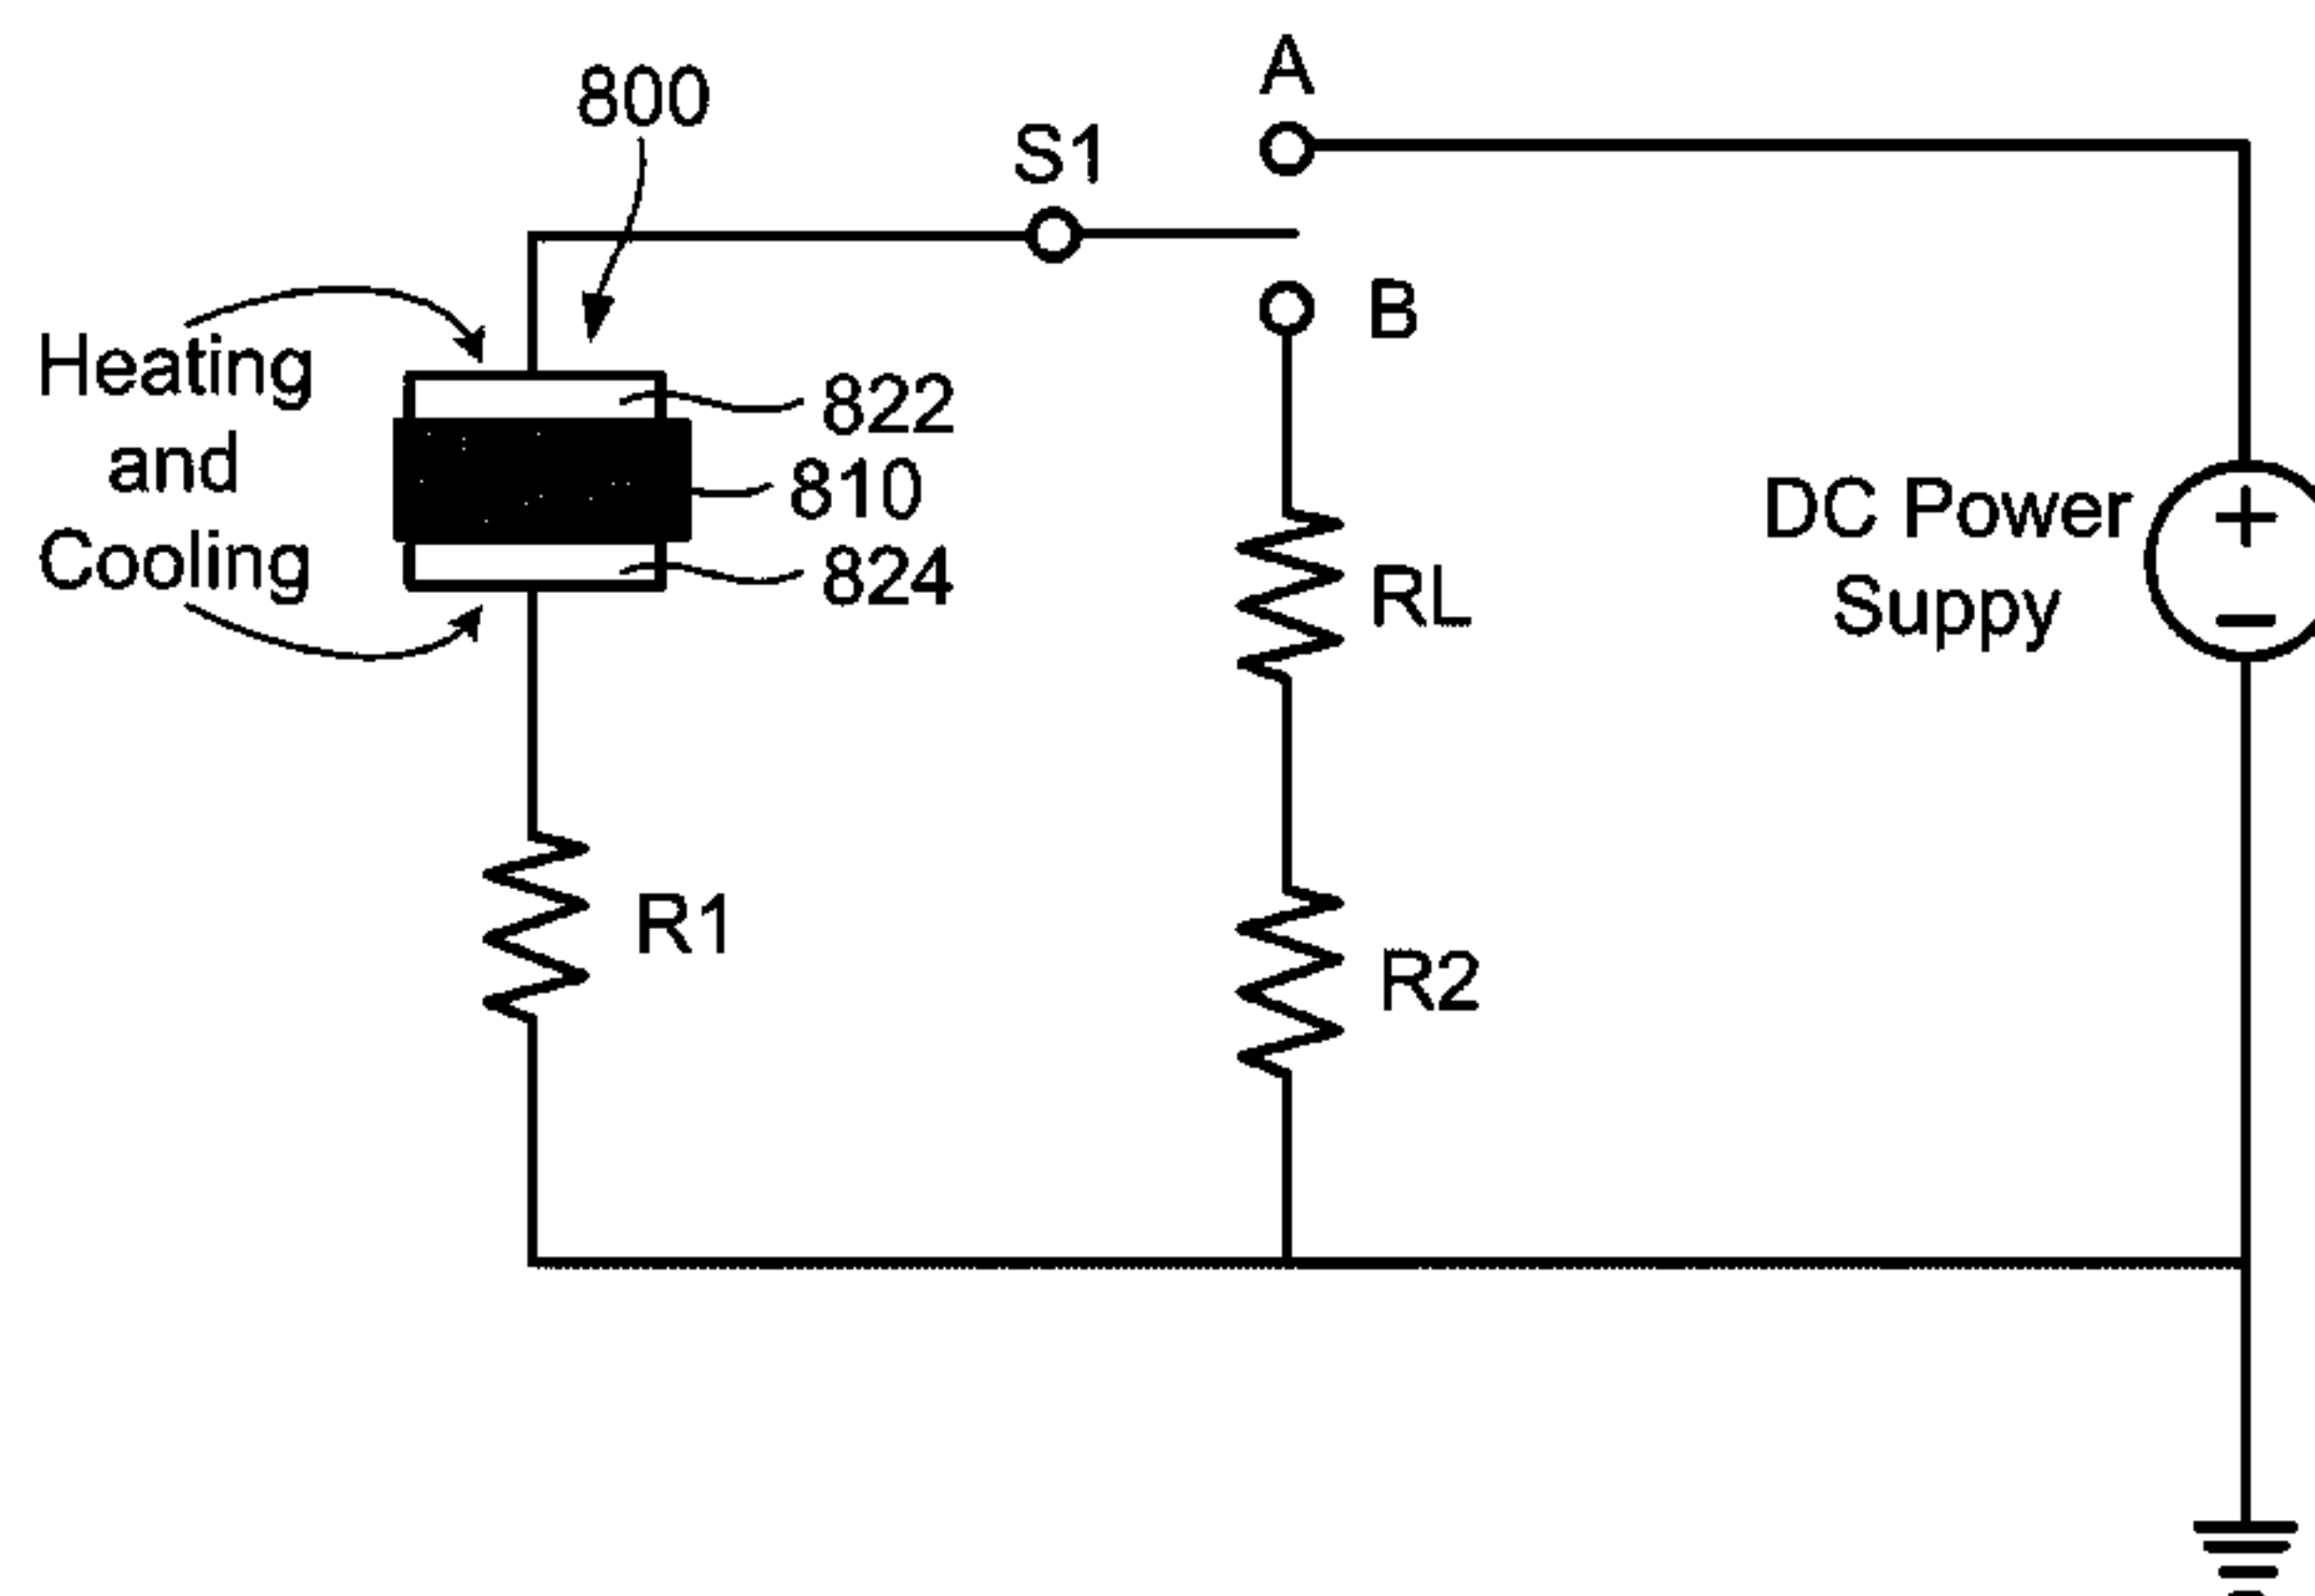 A
800
S1
B
Heating
and
Cooling
822
810
824
RL
DC Power
Suppy
+
−
R1
R2